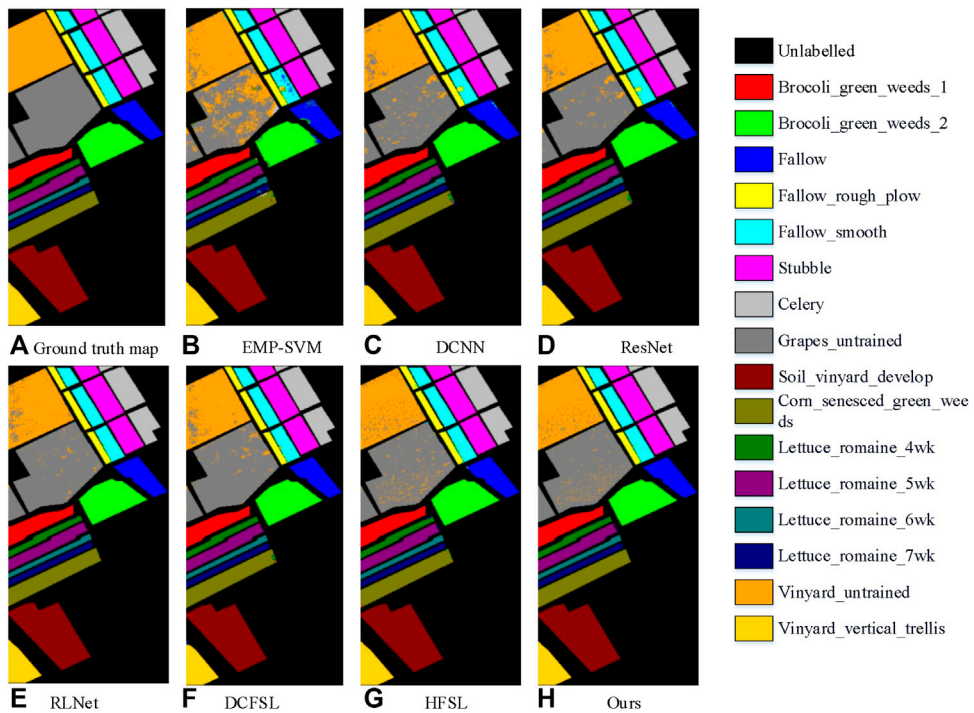 A Ground truth map
B EMP-SVM
C DCNN
D ResNet
E RLNet
F DCFSL
G HFSL
H Ours
Unlabelled
Brocoli_green_weeds_1
Brocoli_green_weeds_2
Fallow
Fallow_rough_plow
Fallow_smooth
Stubble
Celery
Grapes_untrained
Soil_vinyard_develop
Corn_senesced_green_wee
ds
Lettuce_romaine_4wk
Lettuce_romaine_5wk
Lettuce_romaine_6wk
Lettuce_romaine_7wk
Vinyard_untrained
Vinyard_vertical_trellis